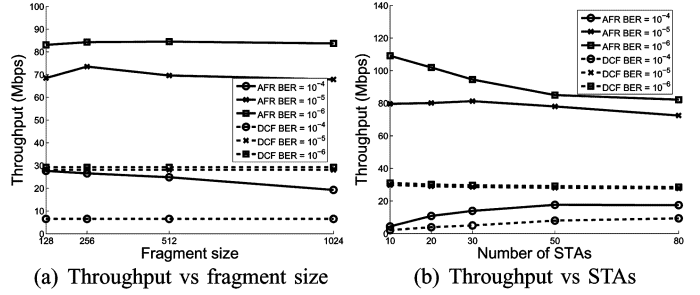 100
90
80
70
60
50
40
30
20
10
0
Throughput (Mbps)
AFR BER = 10⁻⁴
AFR BER = 10⁻⁵
AFR BER = 10⁻⁶
DCF BER = 10⁻⁴
DCF BER = 10⁻⁵
DCF BER = 10⁻⁶
128 256 512 1024
Fragment size
(a) Throughput vs fragment size
140
120
100
80
60
40
20
0
Throughput (Mbps)
AFR BER = 10⁻⁴
AFR BER = 10⁻⁵
AFR BER = 10⁻⁶
DCF BER = 10⁻⁴
DCF BER = 10⁻⁵
DCF BER = 10⁻⁶
10 20 30 50 80
Number of STAs
(b) Throughput vs STAs